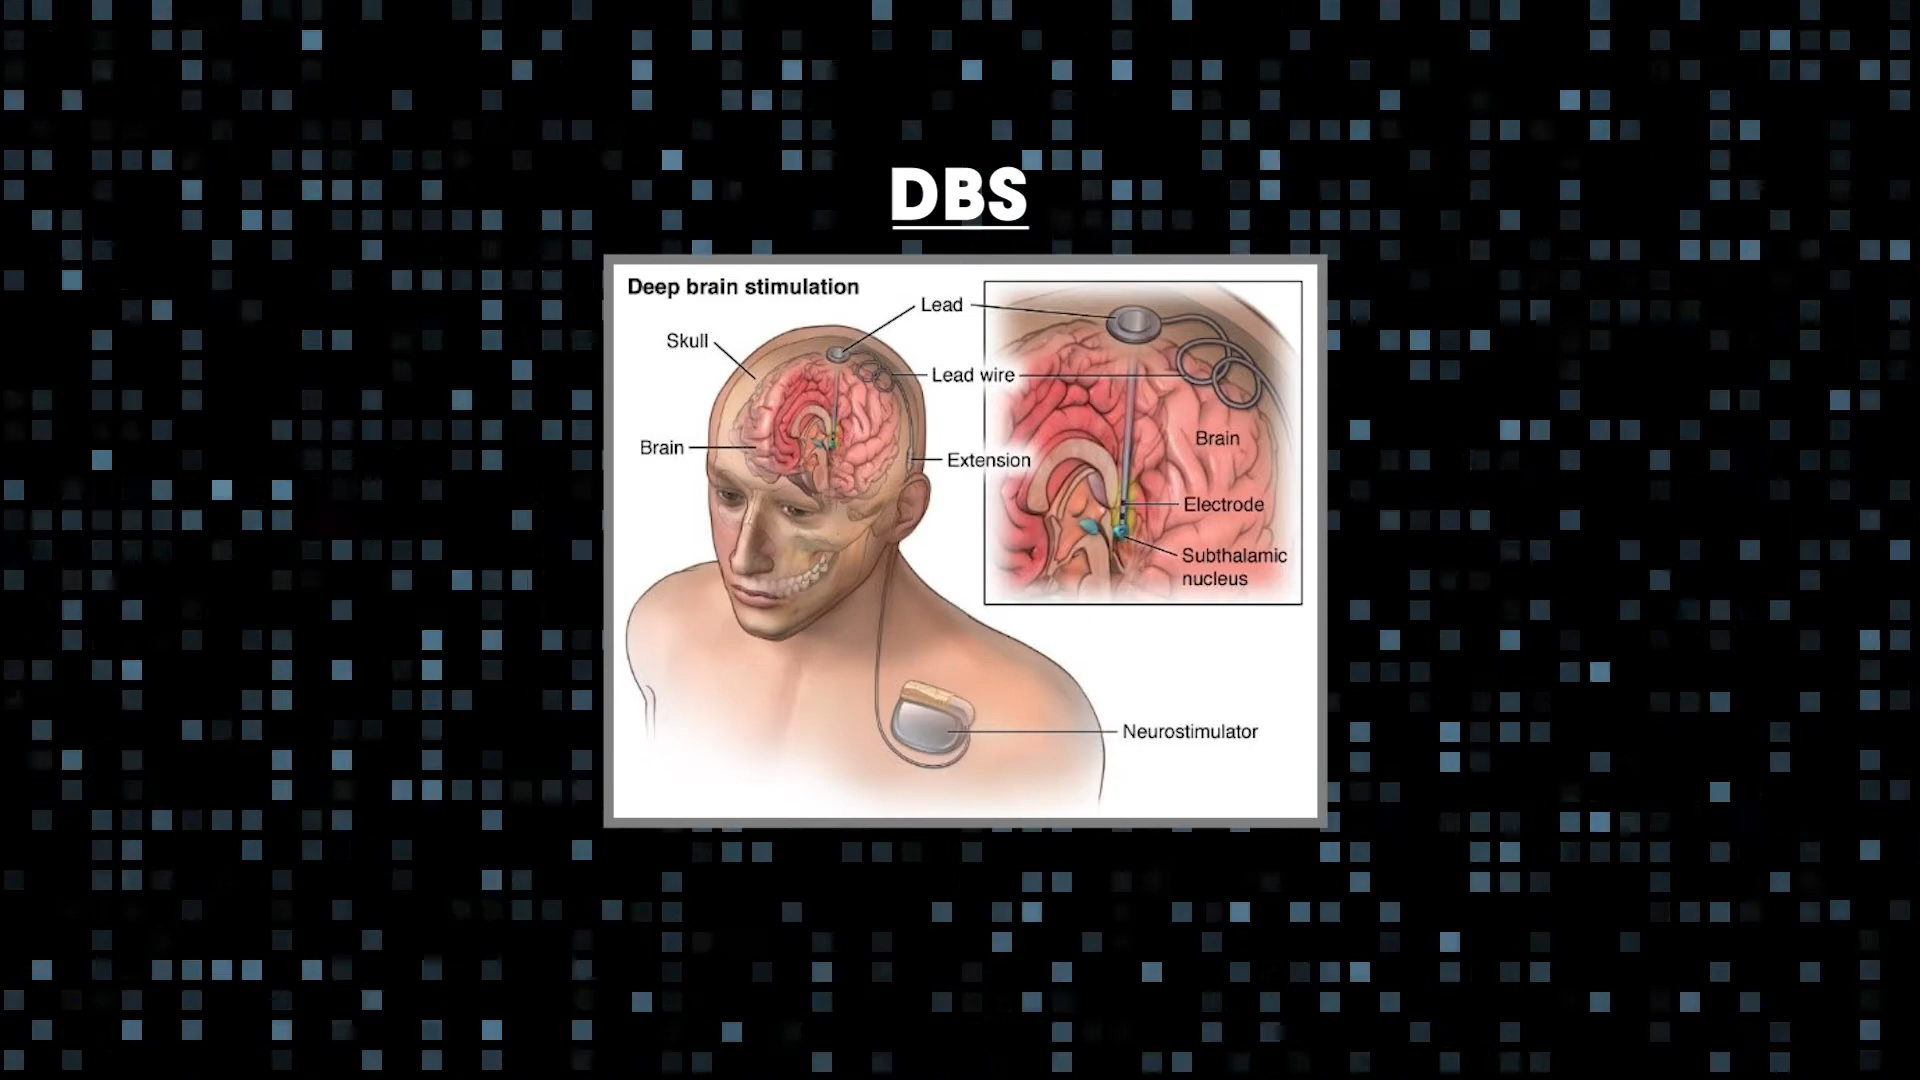 DBS
Deep brain stimulation
Lead
Skull
Lead wire
Brain
Brain
Extension
Electrode
Subthalamic
nucleus
Neurostimulator